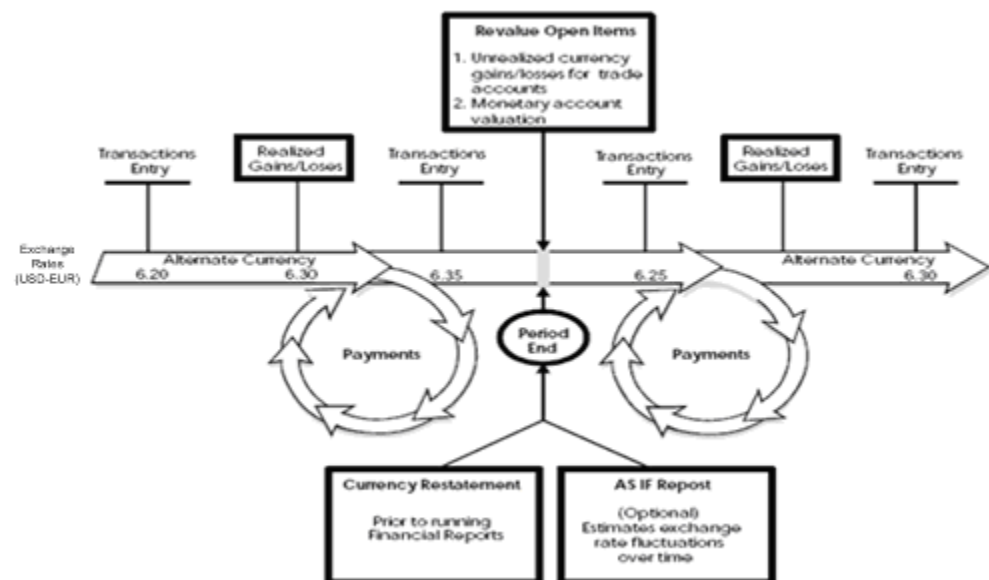 Revalue Open Items
1. Unrealized currency
gains/losses for trade
accounts
2. Monetary account
valuation
Transactions
Entry
Realized
Gains/Loses
Transactions
Entry
Transactions
Entry
Realized
Gains/Loses
Transactions
Entry
Exchange
Rates
(USD-EUR)
Alternate Currency
6.20
6.30
6.35
6.25
Alternate Currency
6.30
Payments
Period
End
Payments
Currency Restatement
Prior to running
Financial Reports
AS IF Repost
(Optional)
Estimates exchange
rate fluctuations
over time